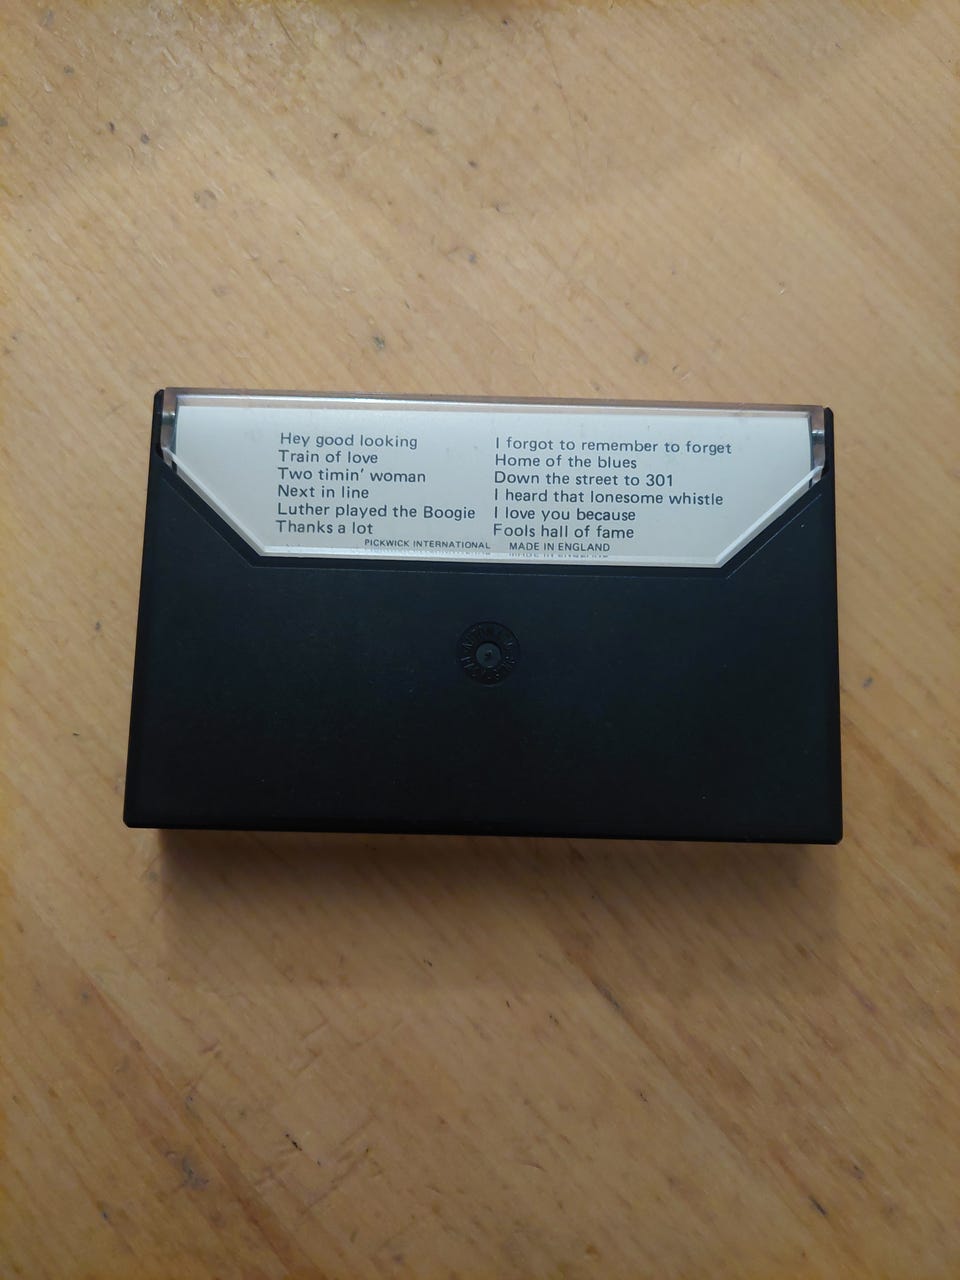 Hey good looking
Train of love
Two timin' woman
Next in line
Luther played the Boogie
Thanks a lot
I forgot to remember to forget
Home of the blues
Down the street to 301
I heard that lonesome whistle
I love you because
Fools hall of fame
PICKWICK INTERNATIONAL MADE IN ENGLAND